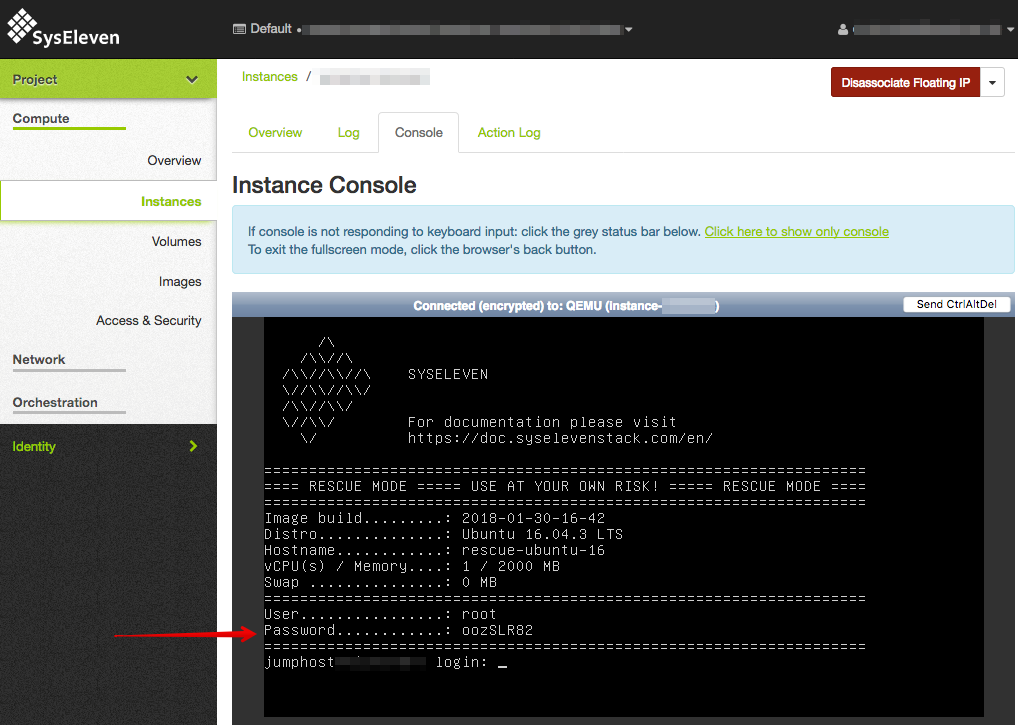 SysEleven
Default •
Project
Compute
Overview
Instances
Volumes
Images
Access & Security
Network
Orchestration
Identity
Instances /
Disassociate Floating IP
Overview Log Console Action Log
Instance Console
If console is not responding to keyboard input: click the grey status bar below. Click here to show only console
To exit the fullscreen mode, click the browser's back button.
Connected (encrypted) to: QEMU (instance- )
Send CtrlAltDel
/\
/\\//\
/\\//\\//\ SYSELEVEN
\//\\//\\/
/\\//\\/
\//\\/ For documentation please visit
\/ https://doc.syselevenstack.com/en/
===================================================================
==== RESCUE MODE ===== USE AT YOUR OWN RISK! ===== RESCUE MODE ====
===================================================================
Image build.........: 2018-01-30-16-42
Distro..............: Ubuntu 16.04.3 LTS
Hostname............: rescue-ubuntu-16
vCPU(s) / Memory....: 1 / 2000 MB
Swap ...............: 0 MB
===================================================================
User................: root
Password............: oozSLR82
===================================================================
jumphost login: _